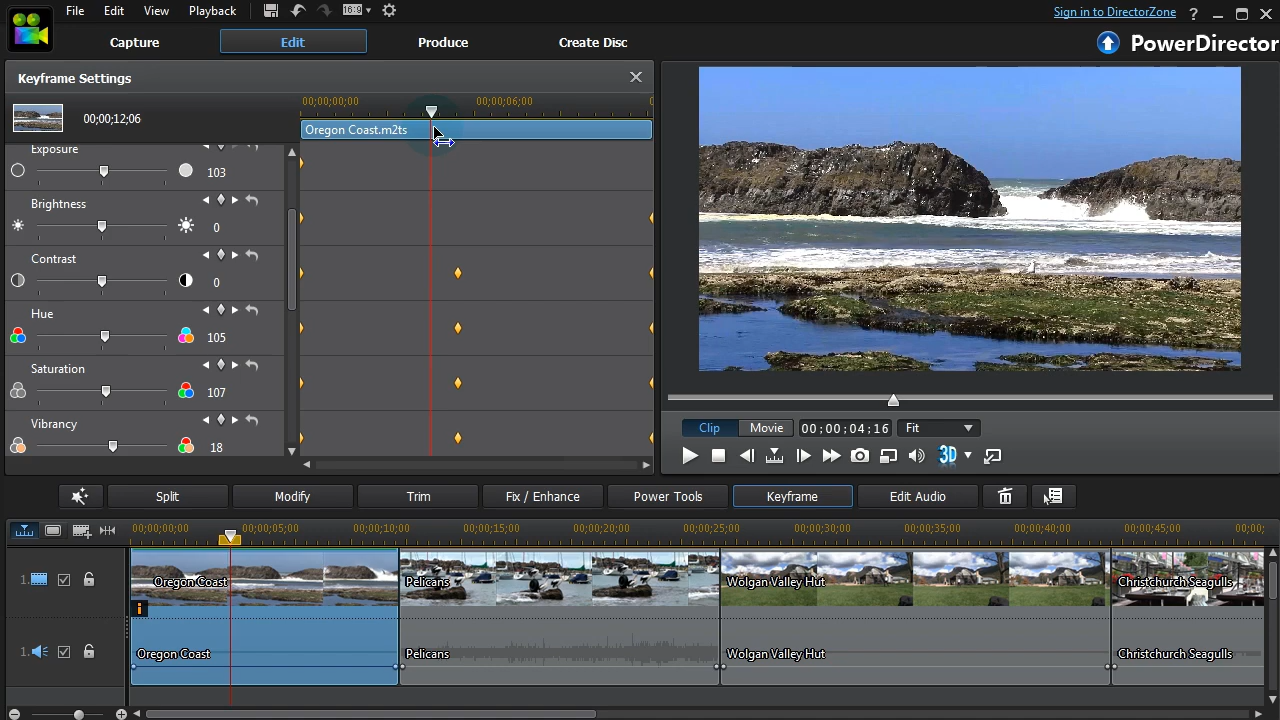 File Edit View Playback 16:9 Sign in to DirectorZone ?
Capture Edit Produce Create Disc PowerDirector
Keyframe Settings
00;00;00;00 00;00;06;00
00;00;12;06
Oregon Coast.m2ts
Exposure
103
Brightness
0
Contrast
0
Hue
105
Saturation
107
Vibrancy
18
Clip Movie 00;00;04;16 Fit
3D
Split Modify Trim Fix / Enhance Power Tools Keyframe Edit Audio
00;00;00;00 00;00;05;00 00;00;10;00 00;00;15;00 00;00;20;00 00;00;25;00 00;00;30;00 00;00;35;00 00;00;40;00 00;00;45;00 00;00;
1. Oregon Coast Pelicans Wolgan Valley Hut Christchurch Seagulls
i
1. Oregon Coast Pelicans Wolgan Valley Hut Christchurch Seagulls